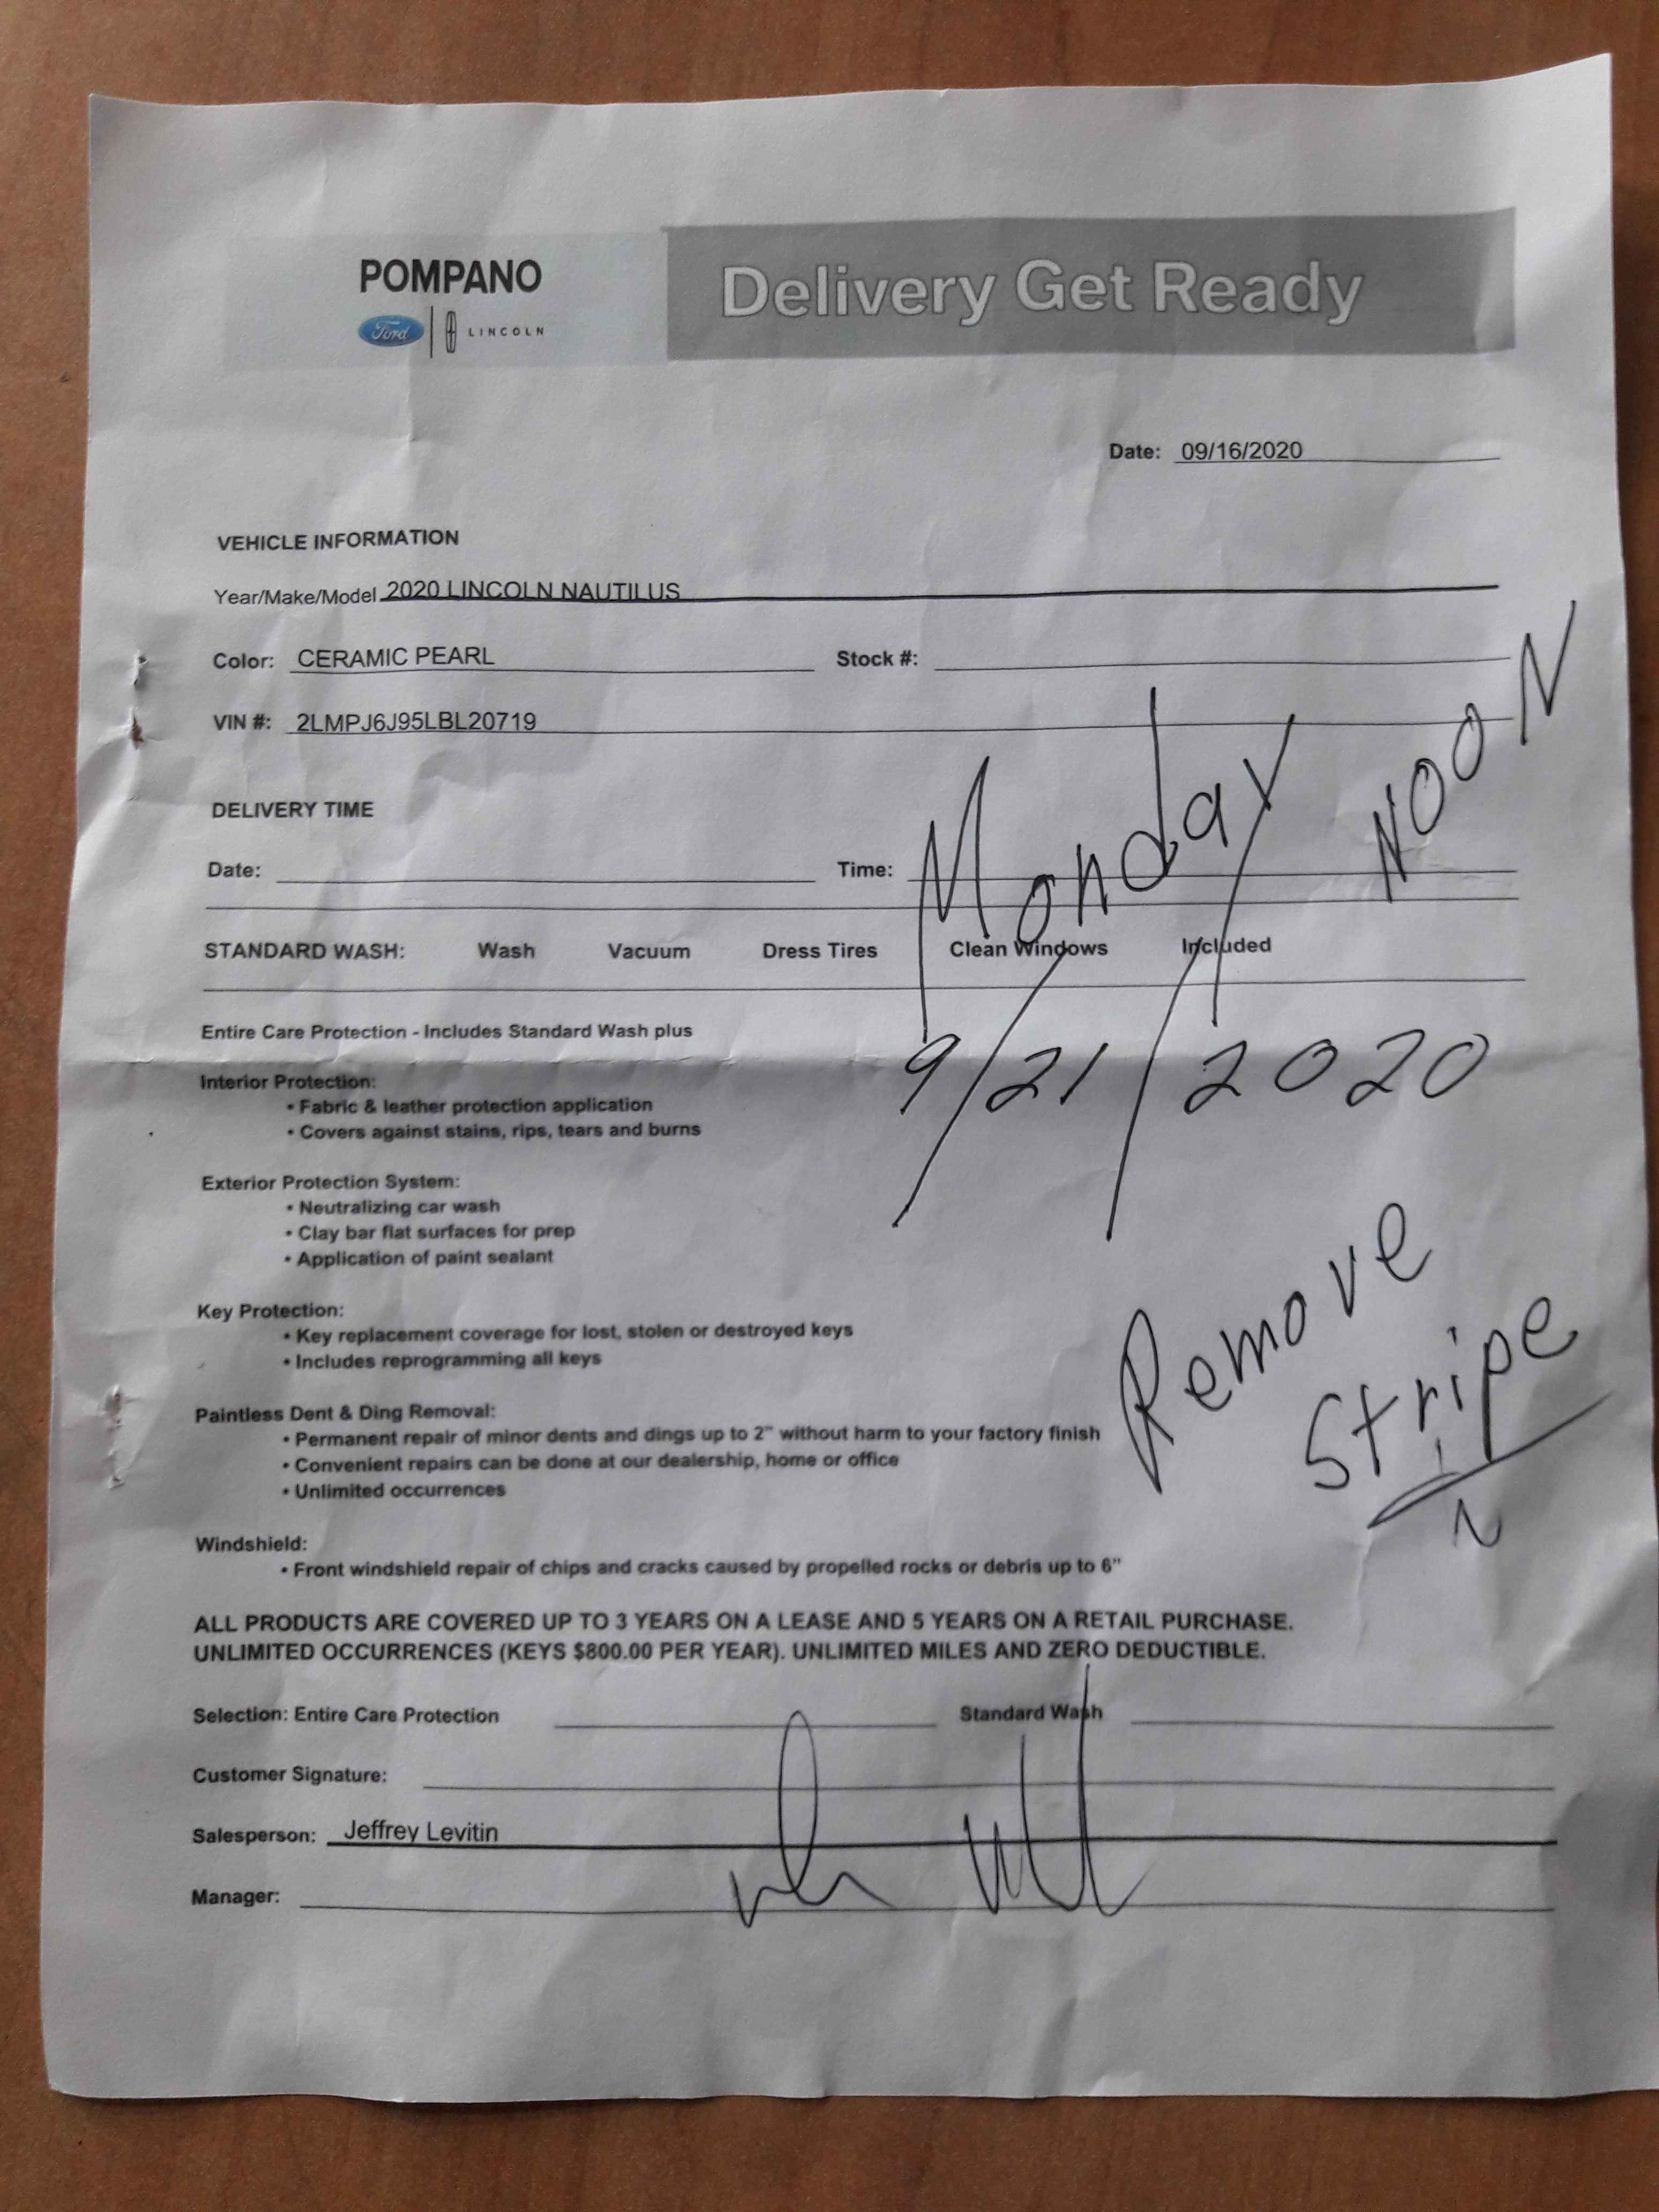 POMPANO
Ford LINCOLN
Delivery Get Ready
Date: 09/16/2020
VEHICLE INFORMATION
Year/Make/Model 2020 LINCOLN NAUTILUS
Color: CERAMIC PEARL Stock #:
VIN #: 2LMPJ6J95LBL20719
NOON
Monday
DELIVERY TIME
Date: Time:
STANDARD WASH: Wash Vacuum Dress Tires Clean Windows Included
9/21/2020
Entire Care Protection - Includes Standard Wash plus
Interior Protection:
• Fabric & leather protection application
• Covers against stains, rips, tears and burns
Exterior Protection System:
• Neutralizing car wash
• Clay bar flat surfaces for prep
• Application of paint sealant
Remove
Stripe
Key Protection:
• Key replacement coverage for lost, stolen or destroyed keys
• Includes reprogramming all keys
Paintless Dent & Ding Removal:
• Permanent repair of minor dents and dings up to 2" without harm to your factory finish
• Convenient repairs can be done at our dealership, home or office
• Unlimited occurrences
Windshield:
• Front windshield repair of chips and cracks caused by propelled rocks or debris up to 6"
ALL PRODUCTS ARE COVERED UP TO 3 YEARS ON A LEASE AND 5 YEARS ON A RETAIL PURCHASE.
UNLIMITED OCCURRENCES (KEYS $800.00 PER YEAR). UNLIMITED MILES AND ZERO DEDUCTIBLE.
Selection: Entire Care Protection Standard Wash
Customer Signature:
Salesperson: Jeffrey Levitin
Manager: